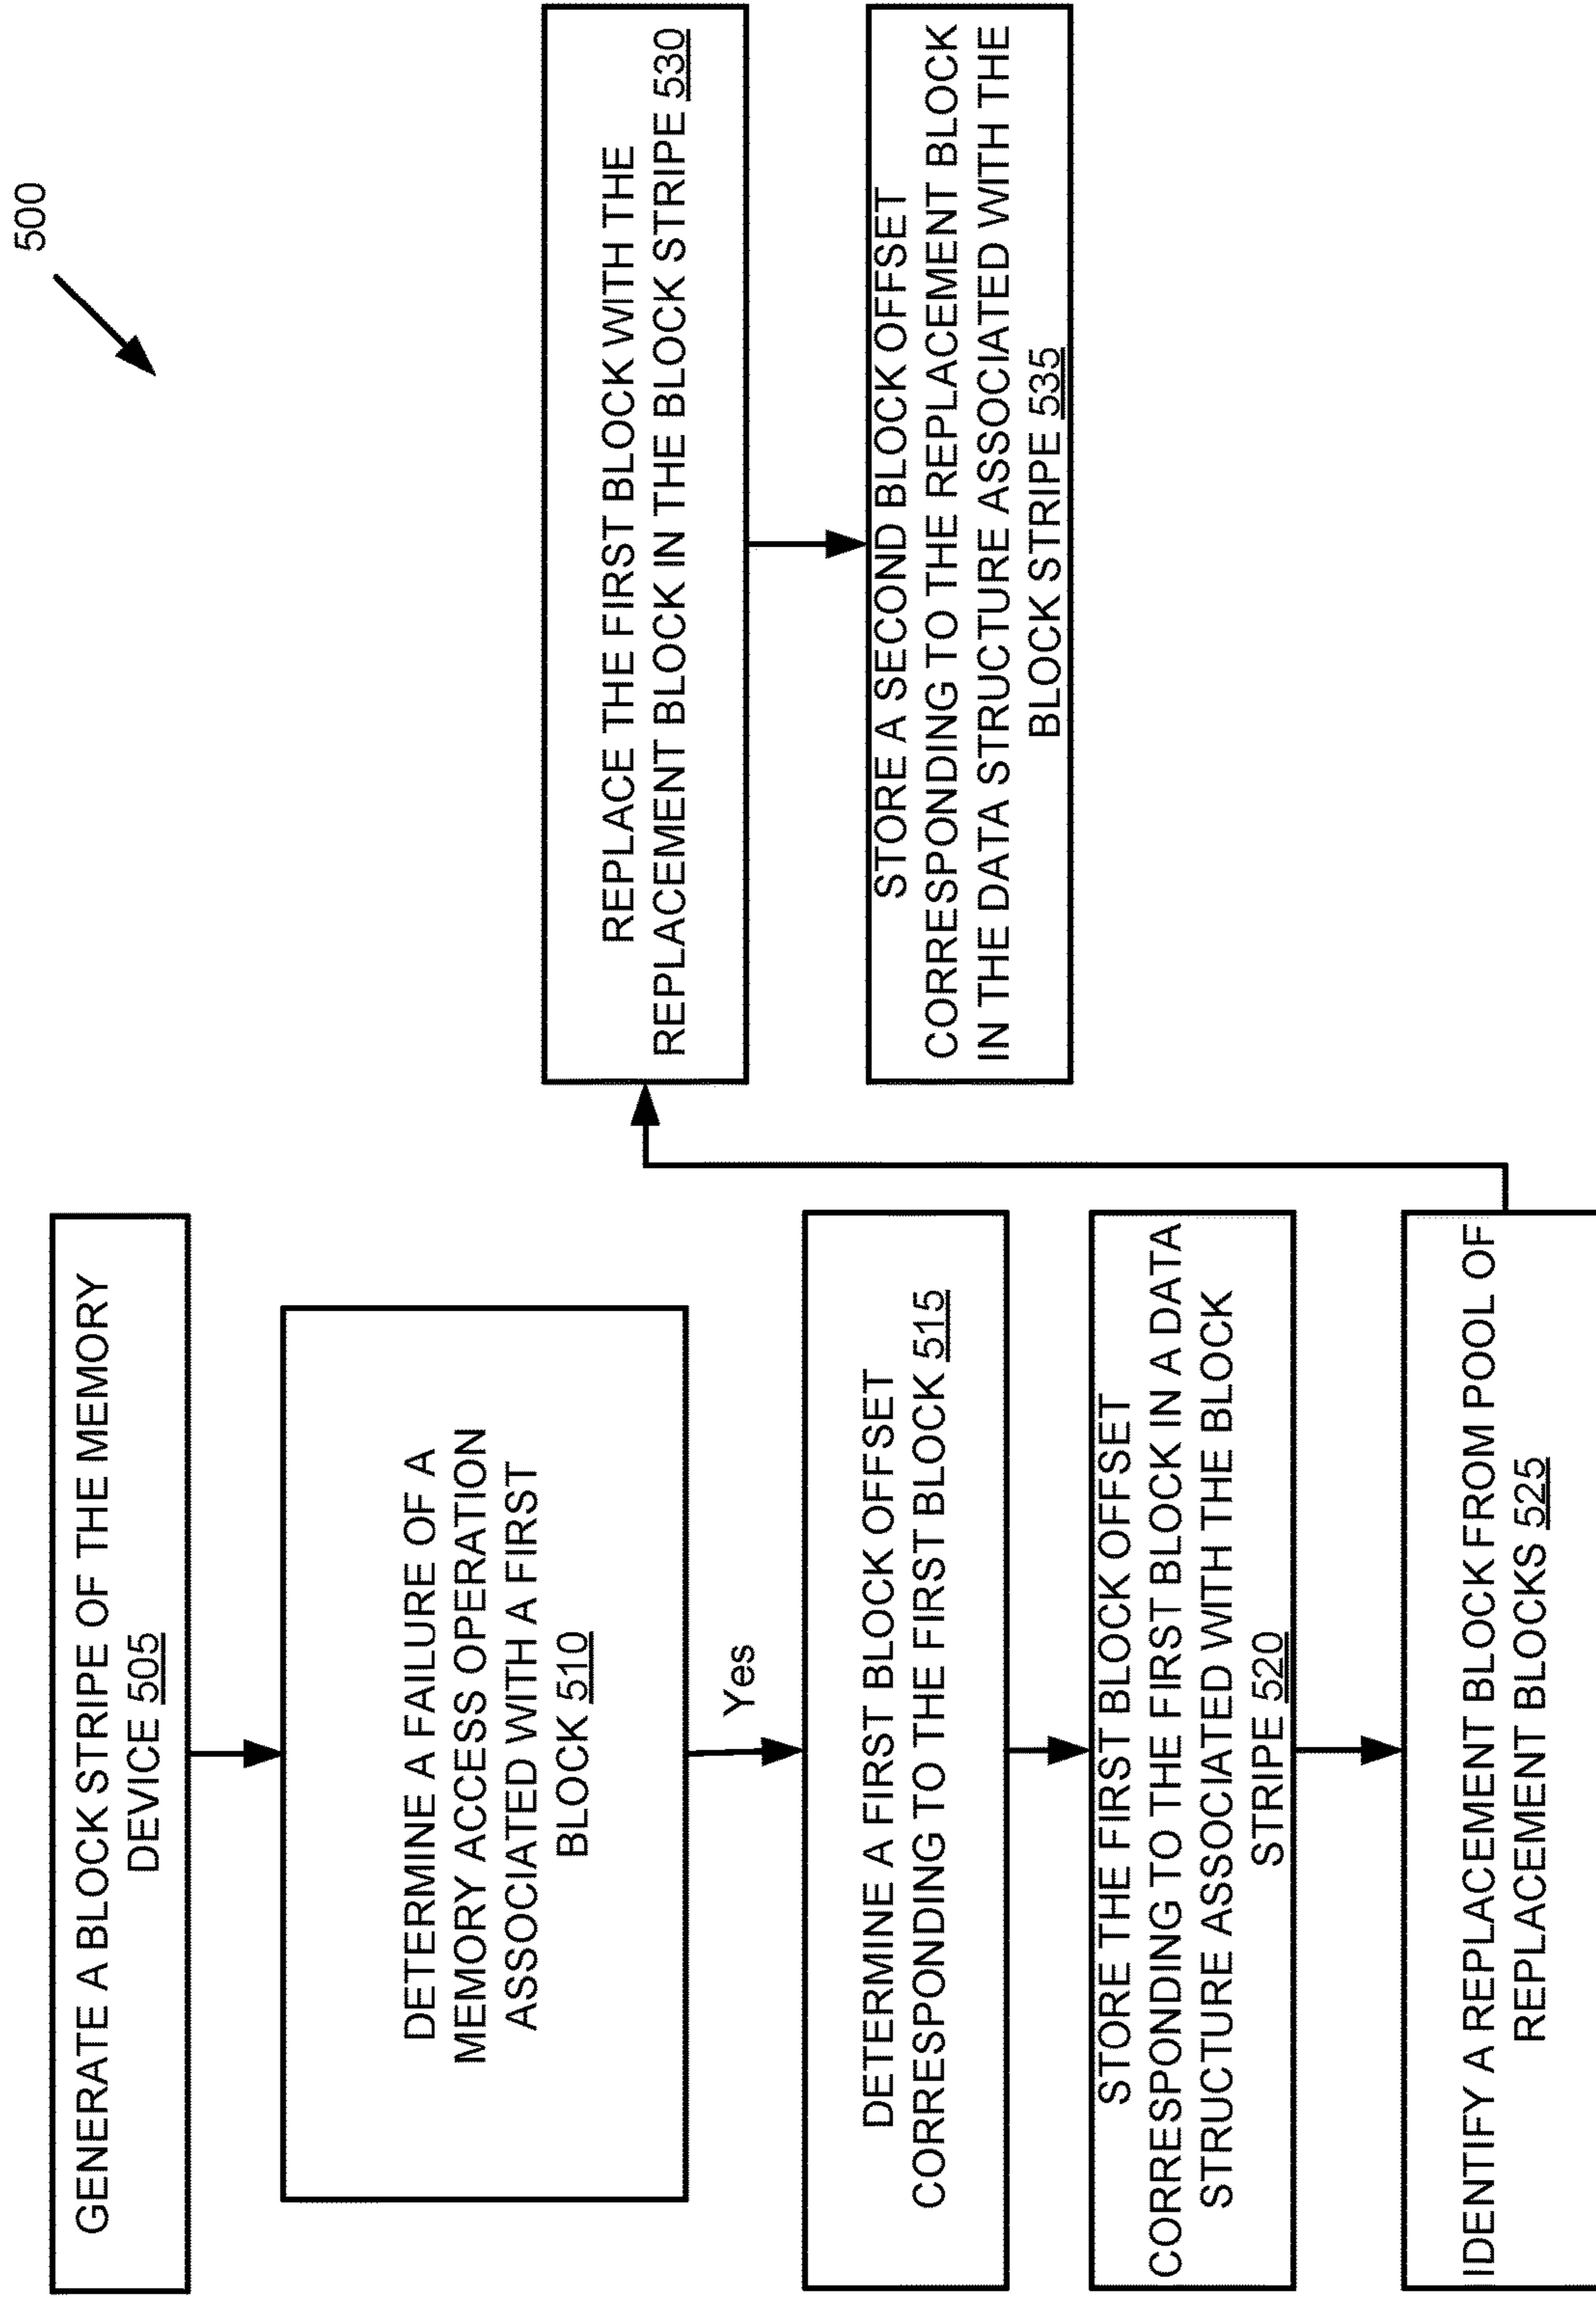 500
GENERATE A BLOCK STRIPE OF THE MEMORY
DEVICE 505
DETERMINE A FAILURE OF A
MEMORY ACCESS OPERATION
ASSOCIATED WITH A FIRST
BLOCK 510
Yes
DETERMINE A FIRST BLOCK OFFSET
CORRESPONDING TO THE FIRST BLOCK 515
STORE THE FIRST BLOCK OFFSET
CORRESPONDING TO THE FIRST BLOCK IN A DATA
STRUCTURE ASSOCIATED WITH THE BLOCK
STRIPE 520
IDENTIFY A REPLACEMENT BLOCK FROM POOL OF
REPLACEMENT BLOCKS 525
REPLACE THE FIRST BLOCK WITH THE
REPLACEMENT BLOCK IN THE BLOCK STRIPE 530
STORE A SECOND BLOCK OFFSET
CORRESPONDING TO THE REPLACEMENT BLOCK
IN THE DATA STRUCTURE ASSOCIATED WITH THE
BLOCK STRIPE 535